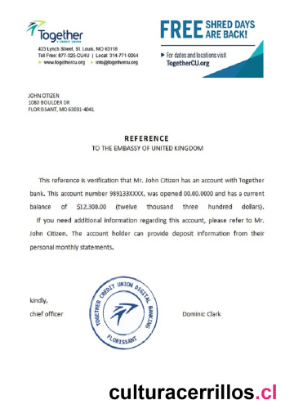 Together
CREDIT UNION
423 Lynch Street, St. Louis, MO 63118
Toll Free: 877-325-CU4U | Local: 314-771-0064
www.togethercu.org info@togethercu.org
FREE SHRED DAYS
ARE BACK!
For dates and locations visit
TogetherCU.org
JOHN CITIZEN
1080 BOULDER DR
FLORISSANT, MO 63031-4041
REFERENCE
TO THE EMBASSY OF UNITED KINGDOM
This reference is verification that Mr. John Citizen has an account with Together
bank. This account number 989133XXXX, was opened 00.00.0000 and has a current
balance of $12,300.00 (twelve thousand three hundred dollars).
If you need additional information regarding this account, please refer to Mr.
John Citizen. The account holder can provide deposit information from their
personal monthly statements.
kindly,
chief officer
TOGETHER CREDIT UNION DIGITAL BANKING
FLORISSANT
Dominic Clark
culturacerrillos.cl